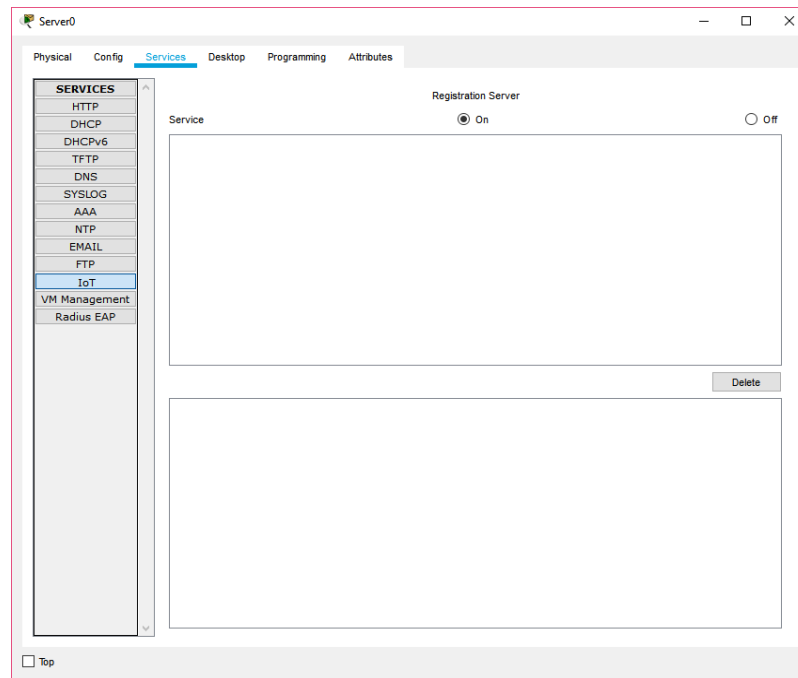 Server0
Physical Config Services Desktop Programming Attributes
SERVICES
HTTP
DHCP
DHCPv6
TFTP
DNS
SYSLOG
AAA
NTP
EMAIL
FTP
IoT
VM Management
Radius EAP
Registration Server
Service On Off
Delete
Top